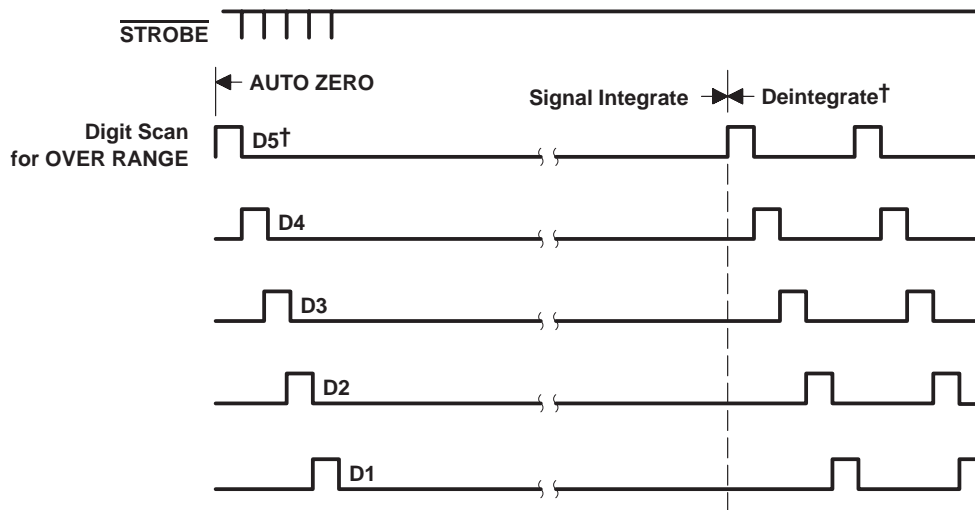 STROBE
AUTO ZERO
Signal Integrate
Deintegrate†
Digit Scan
for OVER RANGE
D5†
D4
D3
D2
D1